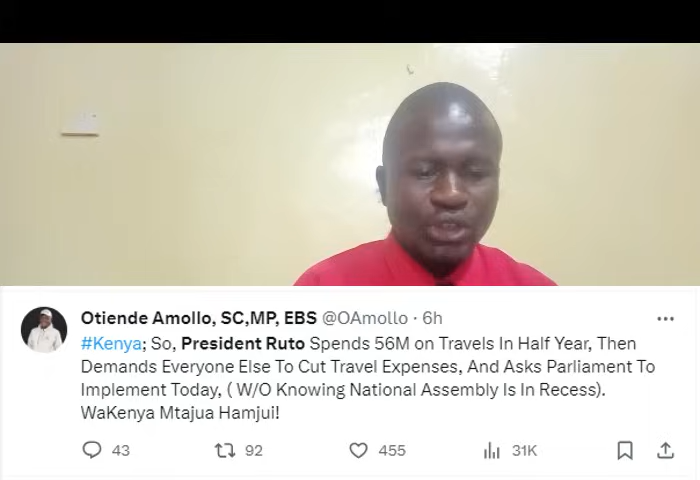 Otiende Amollo, SC,MP, EBS @OAmollo · 6h
#Kenya; So, President Ruto Spends 56M on Travels In Half Year, Then
Demands Everyone Else To Cut Travel Expenses, And Asks Parliament To
Implement Today, ( W/O Knowing National Assembly Is In Recess).
WaKenya Mtajua Hamjui!
43 92 455 31K